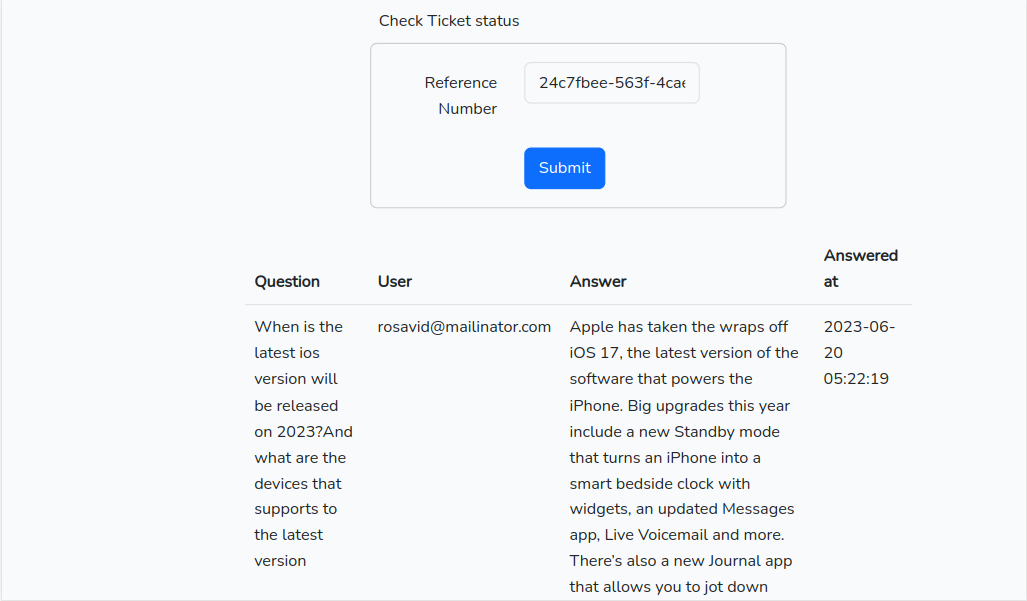 Check Ticket status
Reference
Number
24c7fbee-563f-4cae
Submit
Question
User
Answer
Answered
at
When is the
latest ios
version will
be released
on 2023?And
what are the
devices that
supports to
the latest
version
rosavid@mailinator.com
Apple has taken the wraps off
iOS 17, the latest version of the
software that powers the
iPhone. Big upgrades this year
include a new Standby mode
that turns an iPhone into a
smart bedside clock with
widgets, an updated Messages
app, Live Voicemail and more.
There’s also a new Journal app
that allows you to jot down
2023-06-
20
05:22:19